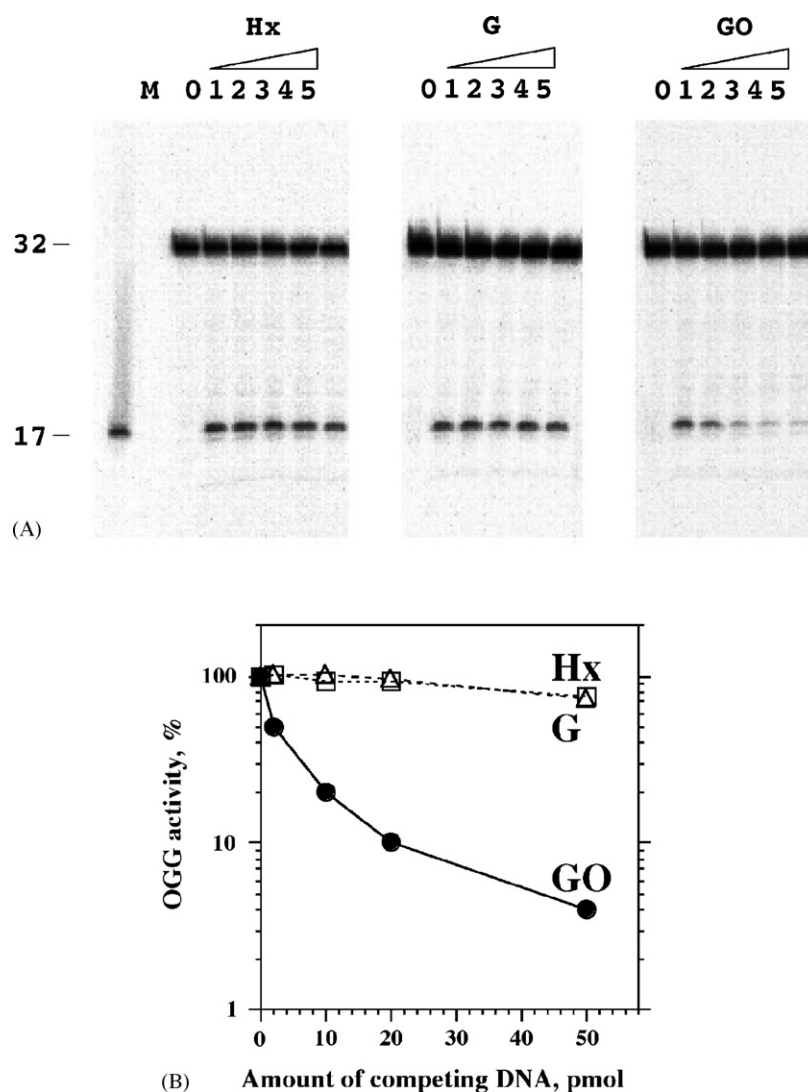 Hx G GO
M 0 1 2 3 4 5 0 1 2 3 4 5 0 1 2 3 4 5
32
17
(A)
100
10
1
OGG activity, %
Hx
G
GO
0 10 20 30 40 50
(B) Amount of competing DNA, pmol